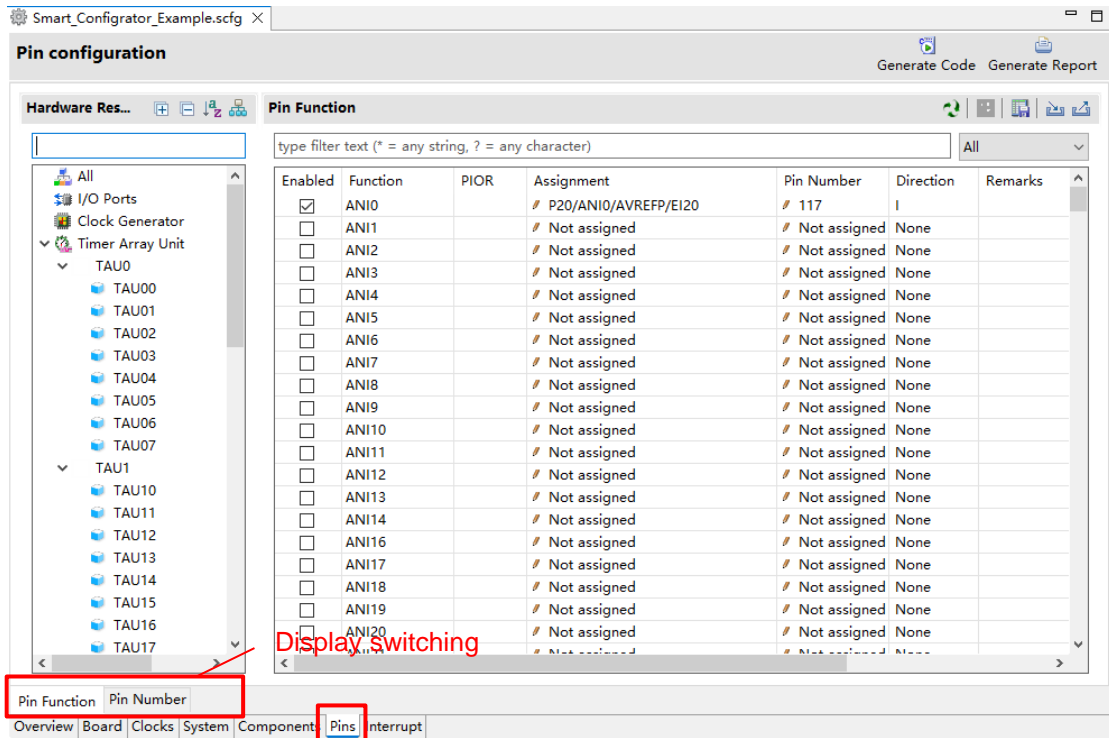 Smart_Configrator_Example.scfg
Pin configuration
Generate Code Generate Report
Hardware Res...
Pin Function
type filter text (* = any string, ? = any character)
All
All
I/O Ports
Clock Generator
Timer Array Unit
TAU0
TAU00
TAU01
TAU02
TAU03
TAU04
TAU05
TAU06
TAU07
TAU1
TAU10
TAU11
TAU12
TAU13
TAU14
TAU15
TAU16
TAU17
Enabled Function PIOR Assignment Pin Number Direction Remarks
ANI0 P20/ANI0/AVREFP/EI20 117 I
ANI1 Not assigned Not assigned None
ANI2 Not assigned Not assigned None
ANI3 Not assigned Not assigned None
ANI4 Not assigned Not assigned None
ANI5 Not assigned Not assigned None
ANI6 Not assigned Not assigned None
ANI7 Not assigned Not assigned None
ANI8 Not assigned Not assigned None
ANI9 Not assigned Not assigned None
ANI10 Not assigned Not assigned None
ANI11 Not assigned Not assigned None
ANI12 Not assigned Not assigned None
ANI13 Not assigned Not assigned None
ANI14 Not assigned Not assigned None
ANI16 Not assigned Not assigned None
ANI17 Not assigned Not assigned None
ANI18 Not assigned Not assigned None
ANI19 Not assigned Not assigned None
ANI20 Not assigned Not assigned None
Not assigned Not assigned None
Display switching
Pin Function Pin Number
Overview Board Clocks System Components Pins Interrupt